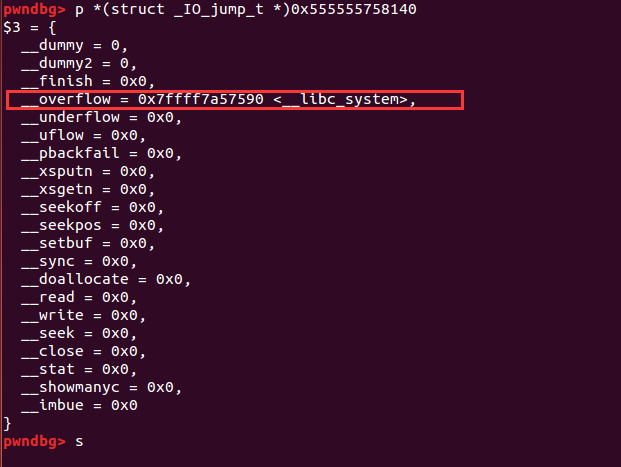 pwndbg> p *(struct _IO_jump_t *)0x555555758140
$3 = {
  __dummy = 0,
  __dummy2 = 0,
  __finish = 0x0,
  __overflow = 0x7ffff7a57590 <__libc_system>,
  __underflow = 0x0,
  __uflow = 0x0,
  __pbackfail = 0x0,
  __xsputn = 0x0,
  __xsgetn = 0x0,
  __seekoff = 0x0,
  __seekpos = 0x0,
  __setbuf = 0x0,
  __sync = 0x0,
  __doallocate = 0x0,
  __read = 0x0,
  __write = 0x0,
  __seek = 0x0,
  __close = 0x0,
  __stat = 0x0,
  __showmanyc = 0x0,
  __imbue = 0x0
}
pwndbg> s